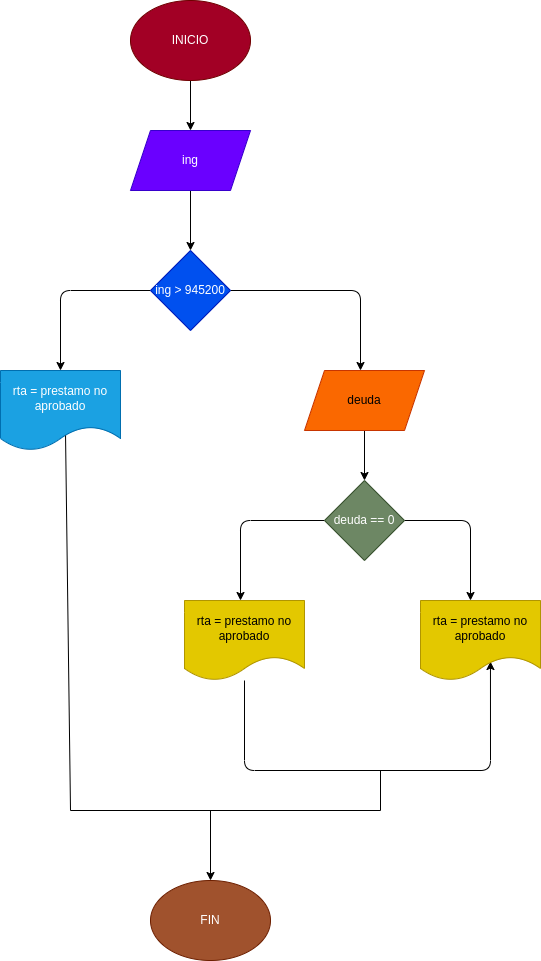 INICIO
ing
ing > 945200
rta = prestamo no
aprobado
deuda
deuda == 0
rta = prestamo no
aprobado
rta = prestamo no
aprobado
FIN